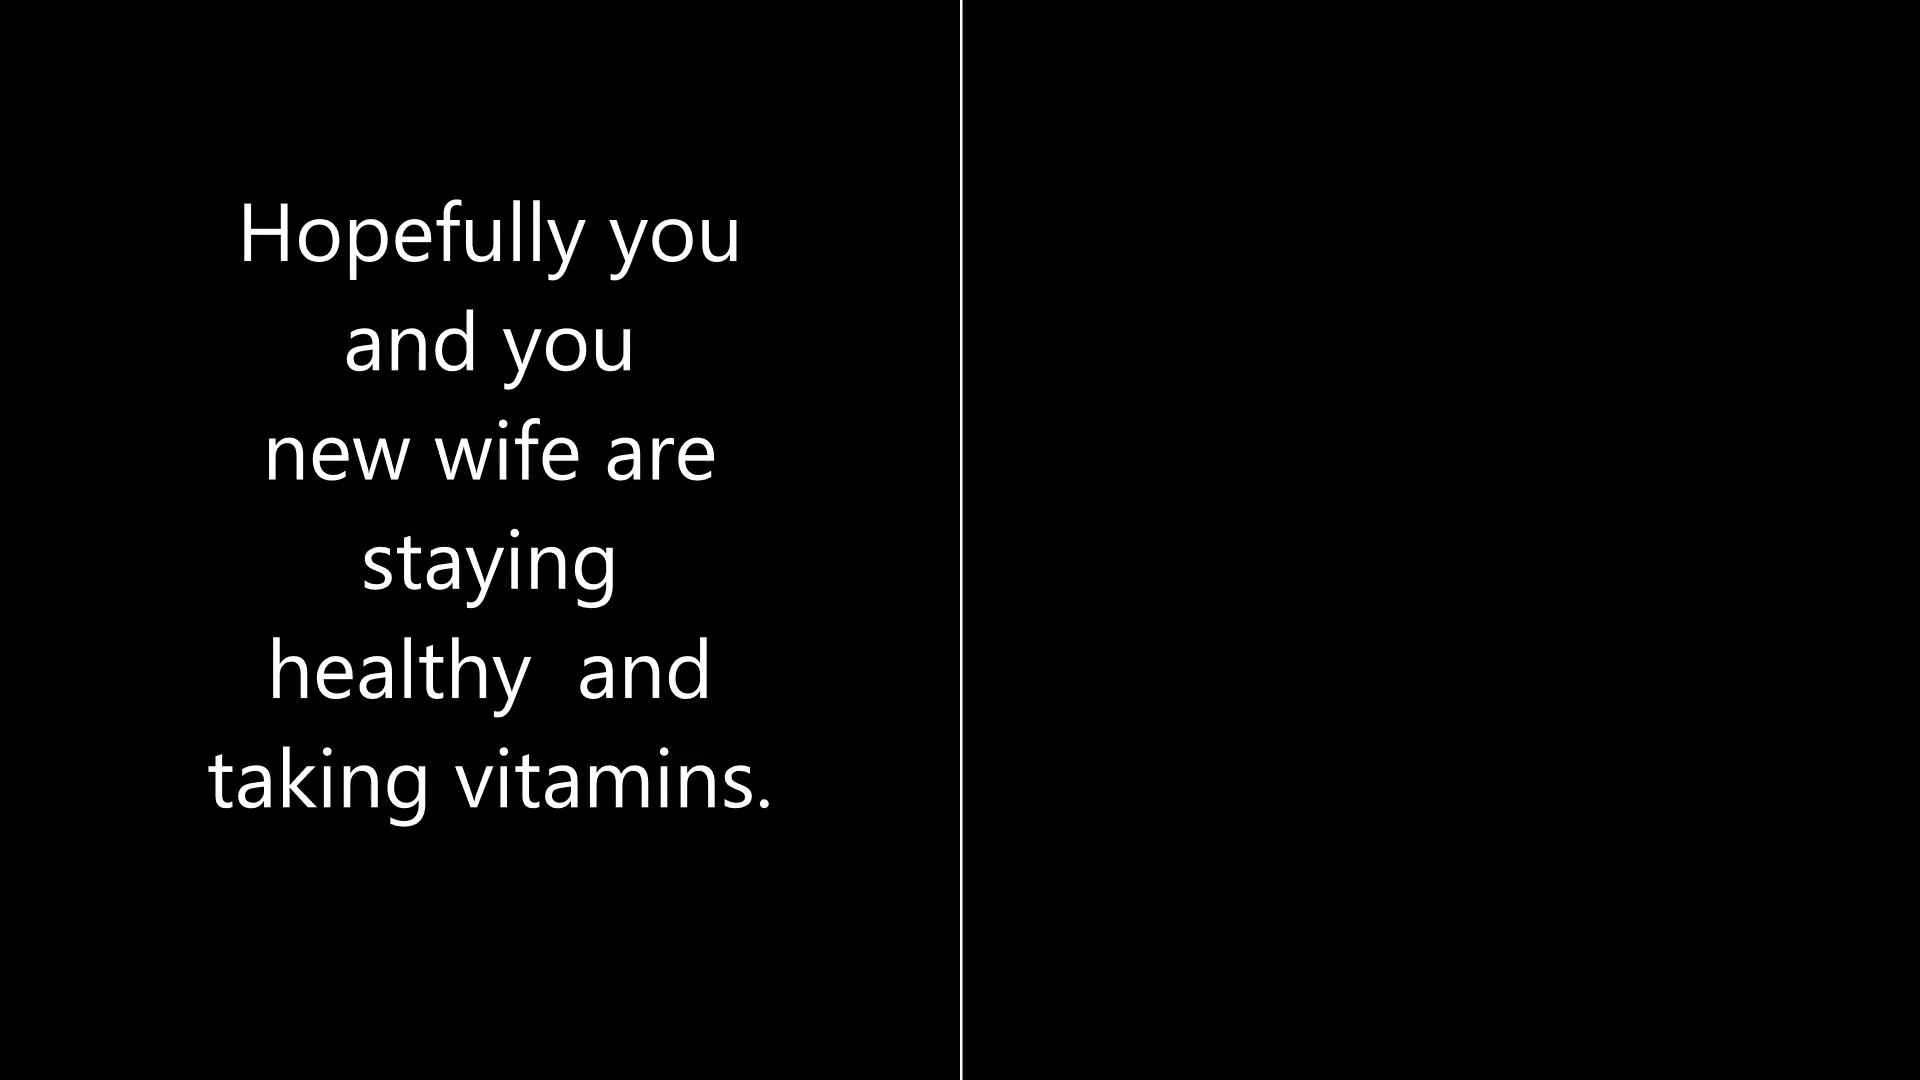 Hopefully you
and you
new wife are
staying
healthy  and
taking vitamins.